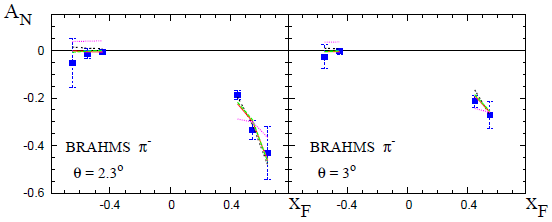 A_N
0
-0.2
-0.4
-0.6
BRAHMS π⁻
θ = 2.3°
BRAHMS π⁻
θ = 3°
-0.4 0 0.4 X_F -0.4 0 0.4 X_F